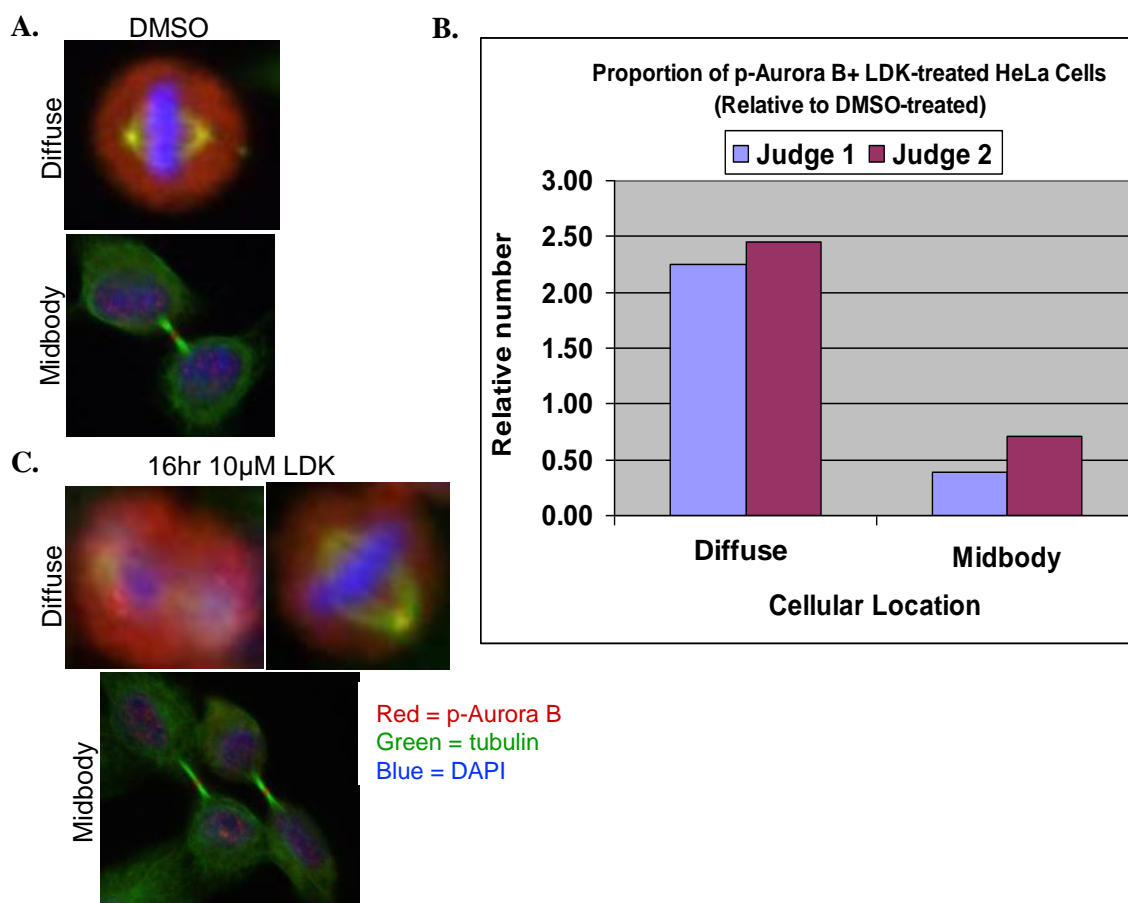 A.
DMSO
Diffuse
Midbody
B.
Proportion of p-Aurora B+ LDK-treated HeLa Cells
(Relative to DMSO-treated)
Judge 1 Judge 2
Relative number
3.00
2.50
2.00
1.50
1.00
0.50
0.00
Diffuse Midbody
Cellular Location
C.
16hr 10µM LDK
Diffuse
Midbody
Red = p-Aurora B
Green = tubulin
Blue = DAPI